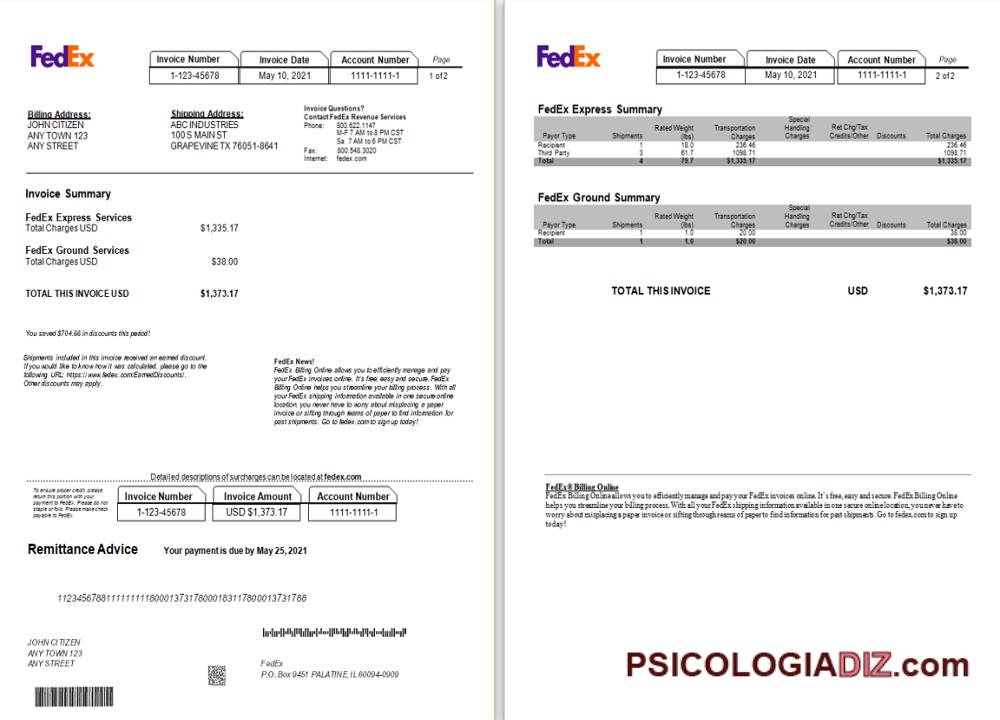 FedEx
Invoice Number Invoice Date Account Number Page
1-123-45678 May 10, 2021 1111-1111-1 1 of 2
Billing Address:
JOHN CITIZEN
ANY TOWN 123
ANY STREET
Shipping Address:
ABC INDUSTRIES
100 S MAIN ST
GRAPEVINE TX 76051-8641
Invoice Questions?
Contact FedEx Revenue Services
Phone: 800.622.1147
M-F 7 AM to 8 PM CST
Sa 7 AM to 6 PM CST
Fax: 800.548.3020
Internet: fedex.com
Invoice Summary
FedEx Express Services
Total Charges USD $1,335.17
FedEx Ground Services
Total Charges USD $38.00
TOTAL THIS INVOICE USD $1,373.17
You saved $704.66 in discounts this period!
Shipments included in this invoice received an earned discount.
If you would like to know how it was calculated, please go to the
following URL: https://www.fedex.com/EarnedDiscounts/.
Other discounts may apply.
FedEx News!
FedEx Billing Online allows you to efficiently manage and pay
your FedEx invoices online. It's free, easy and secure. FedEx
Billing Online helps you streamline your billing process. With all
your FedEx shipping information available in one secure online
location, you never have to worry about misplacing a paper
invoice or sifting through reams of paper to find information for
past shipments. Go to fedex.com to sign up today!
Detailed descriptions of surcharges can be located at fedex.com
To ensure proper credit, please
return this portion with your
payment to FedEx. Please do not
staple or fold. Please make check
payable to FedEx.
Invoice Number Invoice Amount Account Number
1-123-45678 USD $1,373.17 1111-1111-1
Remittance Advice Your payment is due by May 25, 2021
JOHN CITIZEN
ANY TOWN 123
ANY STREET
FedEx
P.O. Box 9451 PALATINE, IL 60094-0909
FedEx
Invoice Number Invoice Date Account Number Page
1-123-45678 May 10, 2021 1111-1111-1 2 of 2
FedEx Express Summary
Payor Type Shipments Rated Weight (lbs) Transportation Charges Special Handling Charges Ret Chg/Tax Credits/Other Discounts Total Charges
Recipient 1 18.0 236.46 236.46
Third Party 3 61.7 1098.71 1098.71
Total 4 79.7 $1,335.17 $1,335.17
FedEx Ground Summary
Payor Type Shipments Rated Weight (lbs) Transportation Charges Special Handling Charges Ret Chg/Tax Credits/Other Discounts Total Charges
Recipient 1 1.0 20.00 38.00
Total 1 1.0 $20.00 $38.00
TOTAL THIS INVOICE USD $1,373.17
FedEx® Billing Online
FedEx Billing Online allows you to efficiently manage and pay your FedEx invoices online. It's free, easy and secure. FedEx Billing Online
helps you streamline your billing process. With all your FedEx shipping information available in one secure online location, you never have to
worry about misplacing a paper invoice or sifting through reams of paper to find information for past shipments. Go to fedex.com to sign up
today!
PSICOLOGIADIZ.com